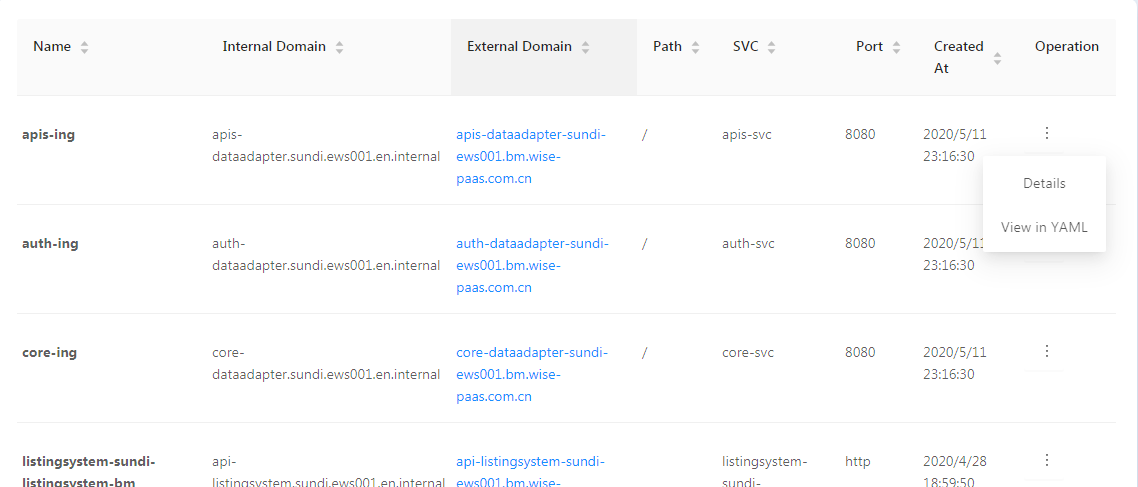 Name Internal Domain External Domain Path SVC Port Created At Operation
apis-ing
apis-
dataadapter.sundi.ews001.en.internal
apis-dataadapter-sundi-
ews001.bm.wise-
paas.com.cn
/
apis-svc
8080
2020/5/11
23:16:30
Details
View in YAML
auth-ing
auth-
dataadapter.sundi.ews001.en.internal
auth-dataadapter-sundi-
ews001.bm.wise-
paas.com.cn
/
auth-svc
8080
2020/5/11
23:16:30
core-ing
core-
dataadapter.sundi.ews001.en.internal
core-dataadapter-sundi-
ews001.bm.wise-
paas.com.cn
/
core-svc
8080
2020/5/11
23:16:30
listingsystem-sundi-
listingsystem-bm
api-
listingsystem.sundi.ews001.en.internal
api-listingsystem-sundi-
ews001.bm.wise-
listingsystem-
sundi-
http
2020/4/28
18:59:50